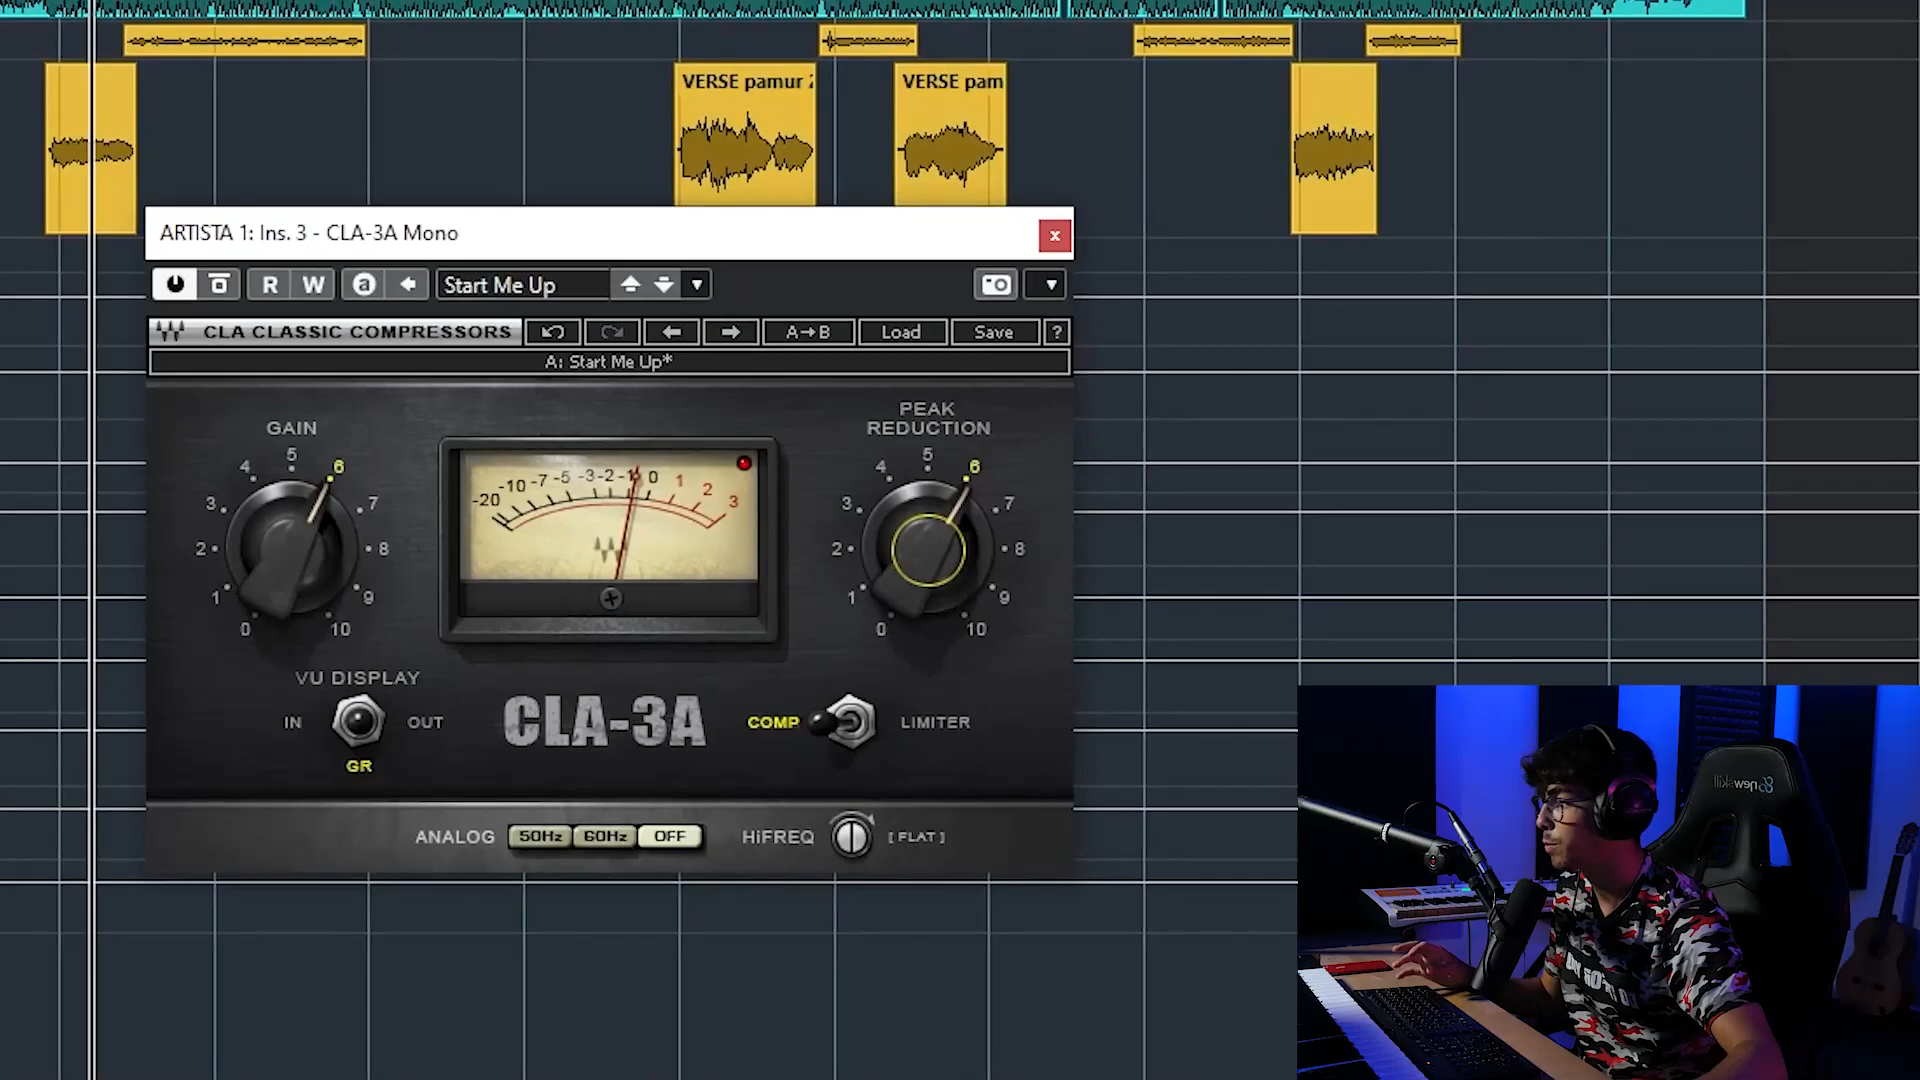 VERSE pamur 2
VERSE pam
ARTISTA 1: Ins. 3 - CLA-3A Mono
x
R W a Start Me Up
CLA CLASSIC COMPRESSORS A→B Load Save ?
A: Start Me Up*
GAIN
0 1 2 3 4 5 6 7 8 9 10
-20 -10 -7 -5 -3 -2 -1 0 1 2 3
PEAK
REDUCTION
0 1 2 3 4 5 6 7 8 9 10
VU DISPLAY
IN OUT
GR
CLA-3A
COMP LIMITER
ANALOG 50Hz 60Hz OFF HiFREQ [ FLAT ]
newskill